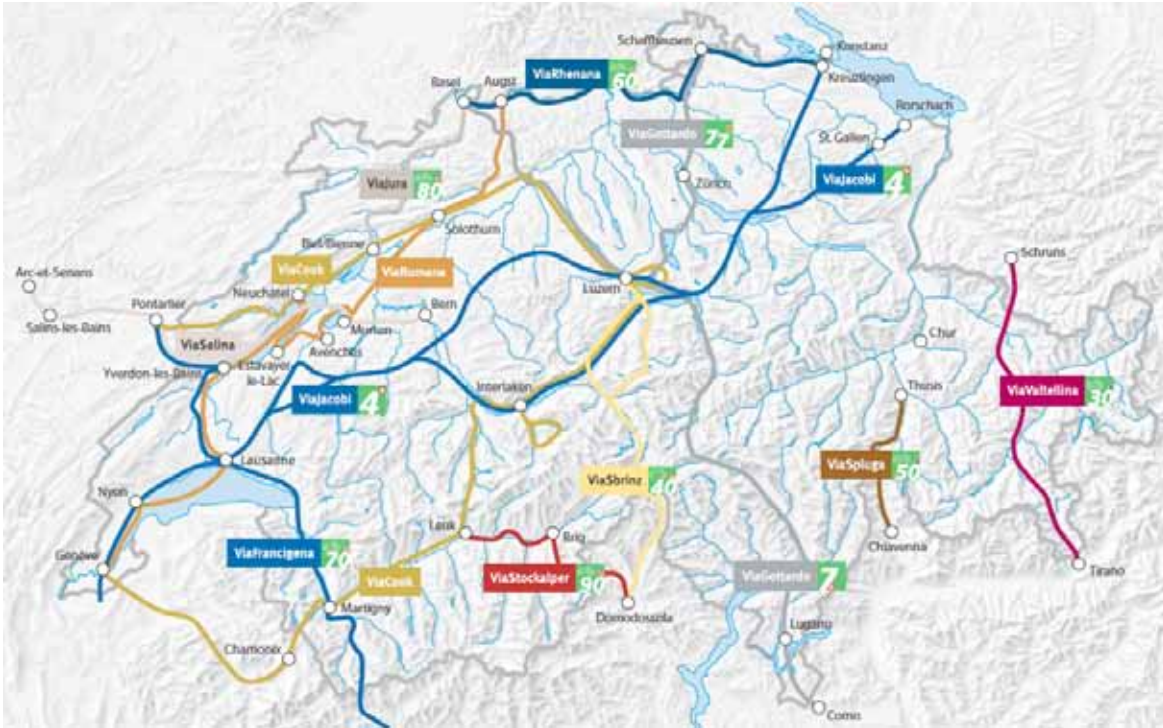 Schaffhausen
Konstanz
Kreuzlingen
Basel
Augst
ViaRhenana
60
Rorschach
ViaGottardo
77
St. Gallen
ViaJura
80
Zürich
ViaJacobi
4
Solothurn
Biel/Bienne
Schruns
ViaCook
ViaRomana
Arc-et-Senans
Luzern
Neuchatel
Pontarlier
Bern
Salins-les-Bains
Murten
Chur
ViaSalina
Avenches
Estavayer-
le-Lac
Yverdon-les-Bains
Interlaken
Thusis
ViaJacobi
4
ViaValtellina
30
Lausanne
ViaSpluga
50
ViaSbrinz
40
Nyon
Leuk
Brig
Chiavenna
Genève
ViaFrancigena
70
ViaCook
ViaStockalper
90
ViaGottardo
7
Tirano
Martigny
Domodossola
Lugano
Chamonix
Como